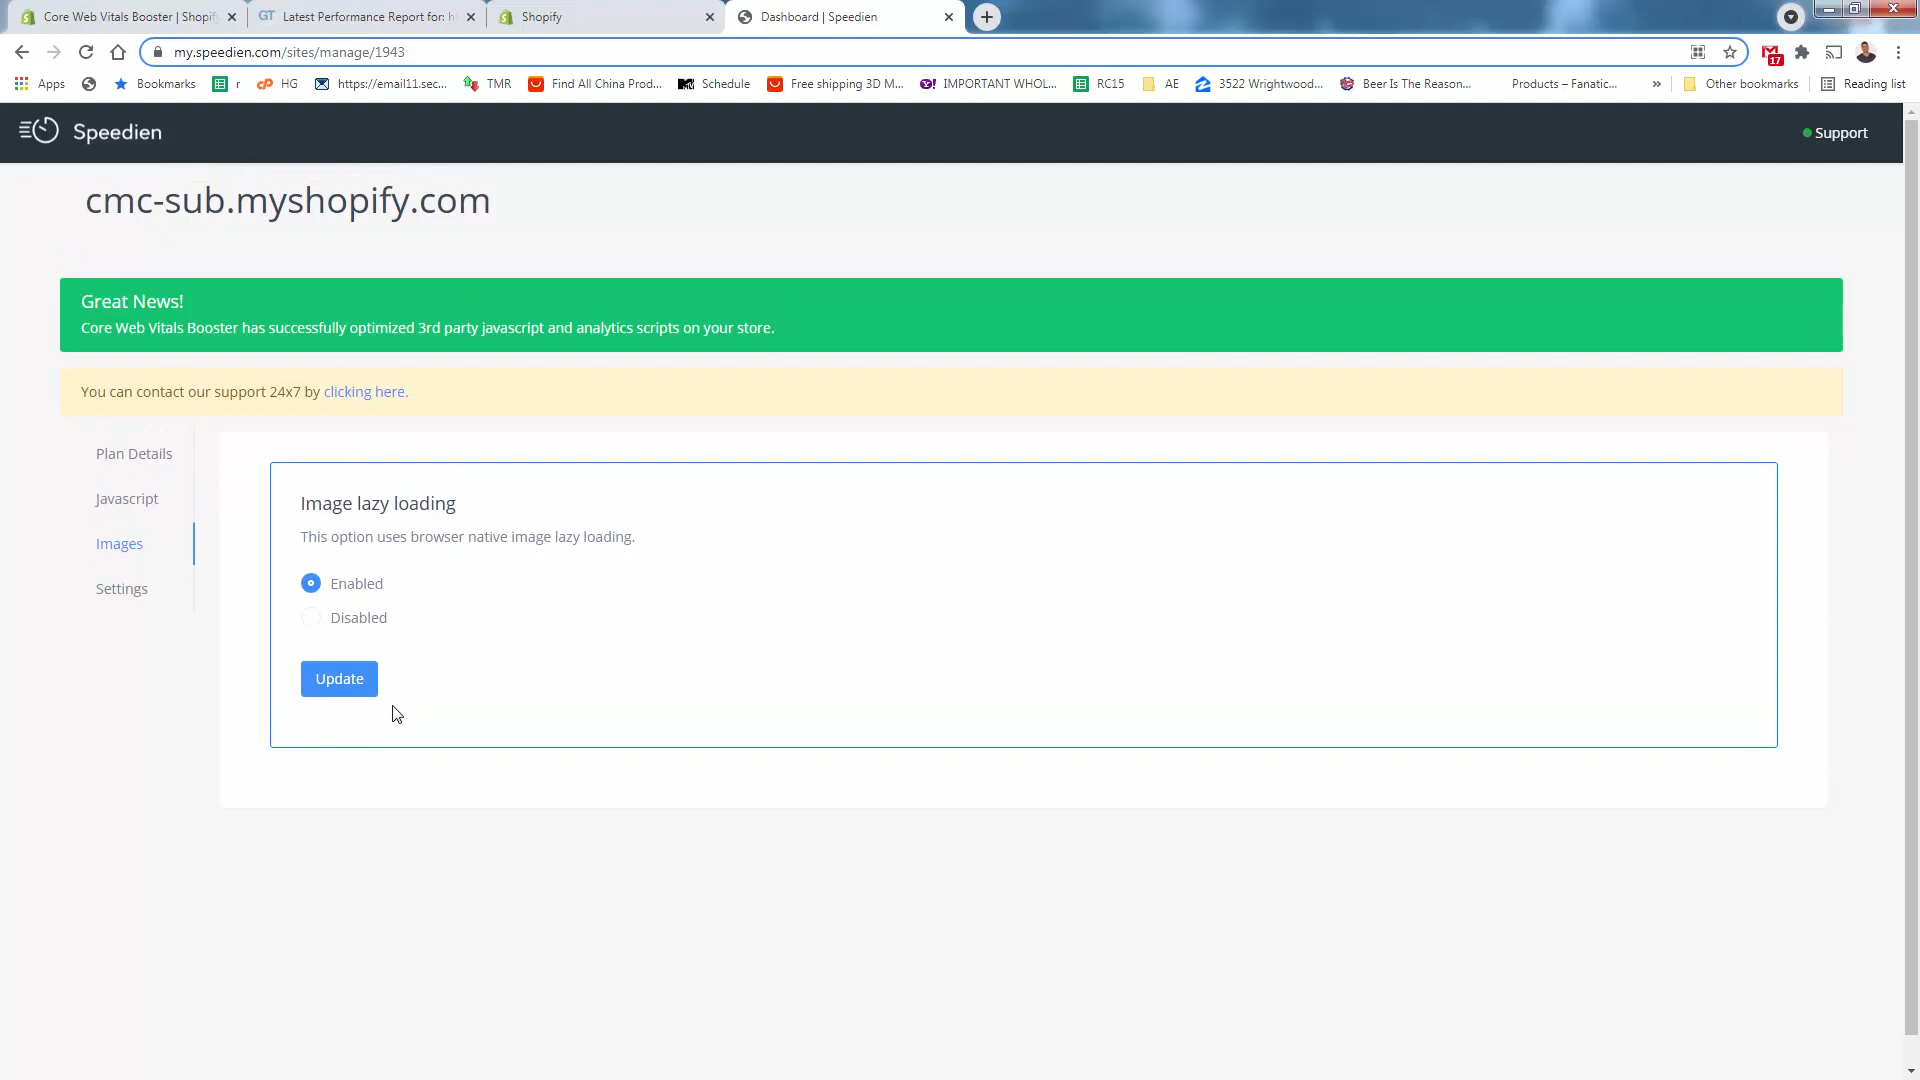 Core Web Vitals Booster | Shopif
Latest Performance Report for: h
Shopify
Dashboard | Speedien
my.speedien.com/sites/manage/1943
17
Apps
Bookmarks
r
HG
https://email11.sec...
TMR
Find All China Prod...
Schedule
Free shipping 3D M...
IMPORTANT WHOL...
RC15
AE
3522 Wrightwood...
Beer Is The Reason...
Products – Fanatic...
»
Other bookmarks
Reading list
Speedien
Support
cmc-sub.myshopify.com
Great News!
Core Web Vitals Booster has successfully optimized 3rd party javascript and analytics scripts on your store.
You can contact our support 24x7 by clicking here.
Plan Details
Javascript
Images
Settings
Image lazy loading
This option uses browser native image lazy loading.
Enabled
Disabled
Update